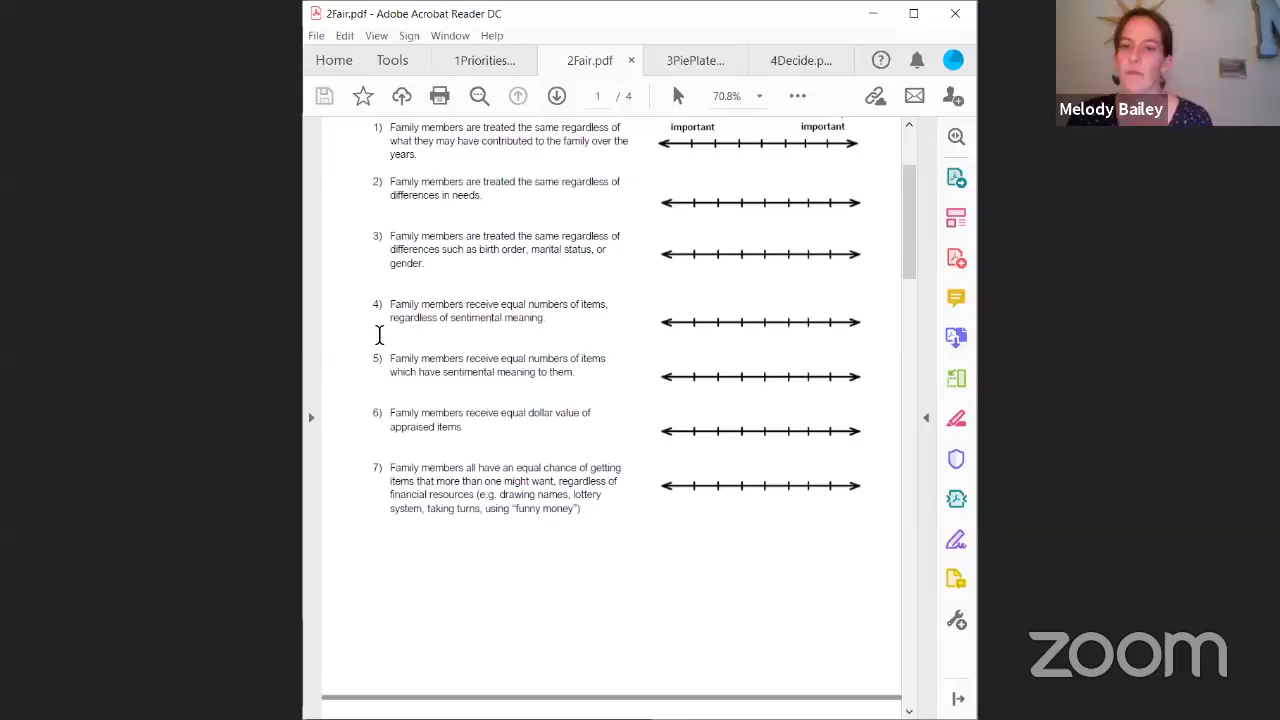 2Fair.pdf - Adobe Acrobat Reader DC
File Edit View Sign Window Help
Home Tools 1Priorities... 2Fair.pdf × 3PiePlate... 4Decide.p...
1 / 4 70.8%
important important
1) Family members are treated the same regardless of
what they may have contributed to the family over the
years.
2) Family members are treated the same regardless of
differences in needs.
3) Family members are treated the same regardless of
differences such as birth order, marital status, or
gender.
4) Family members receive equal numbers of items,
regardless of sentimental meaning.
5) Family members receive equal numbers of items
which have sentimental meaning to them.
6) Family members receive equal dollar value of
appraised items.
7) Family members all have an equal chance of getting
items that more than one might want, regardless of
financial resources (e.g. drawing names, lottery
system, taking turns, using “funny money”)
Melody Bailey
zoom